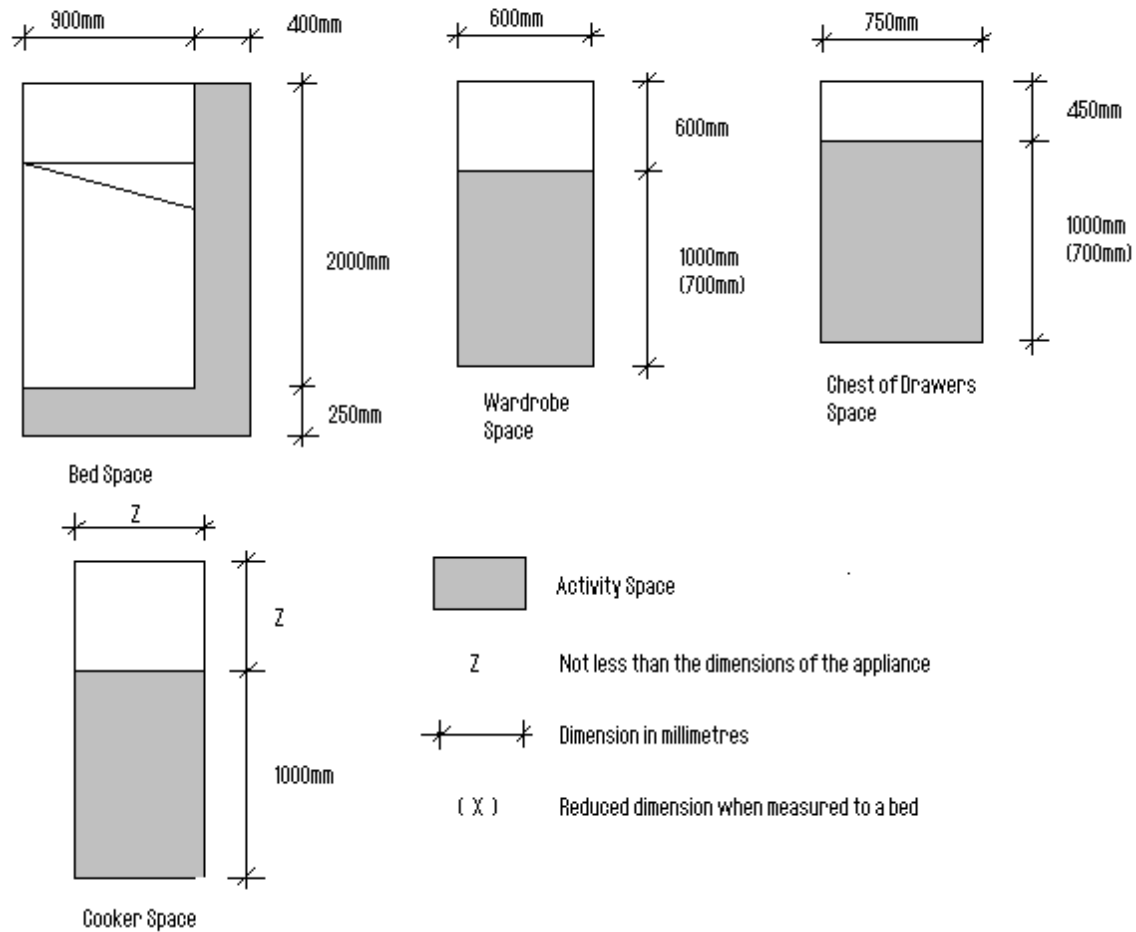 900mm
400mm
2000mm
250mm
Bed Space
600mm
600mm
1000mm
(700mm)
Wardrobe
Space
750mm
450mm
1000mm
(700mm)
Chest of Drawers
Space
Z
Z
1000mm
Cooker Space
Activity Space
Z Not less than the dimensions of the appliance
Dimension in millimetres
( X ) Reduced dimension when measured to a bed